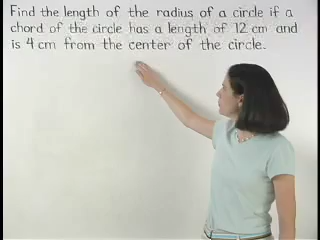 Find the length of the radius of a circle if a
chord of the circle has a length of 12 cm and
is 4 cm from the center of the circle.